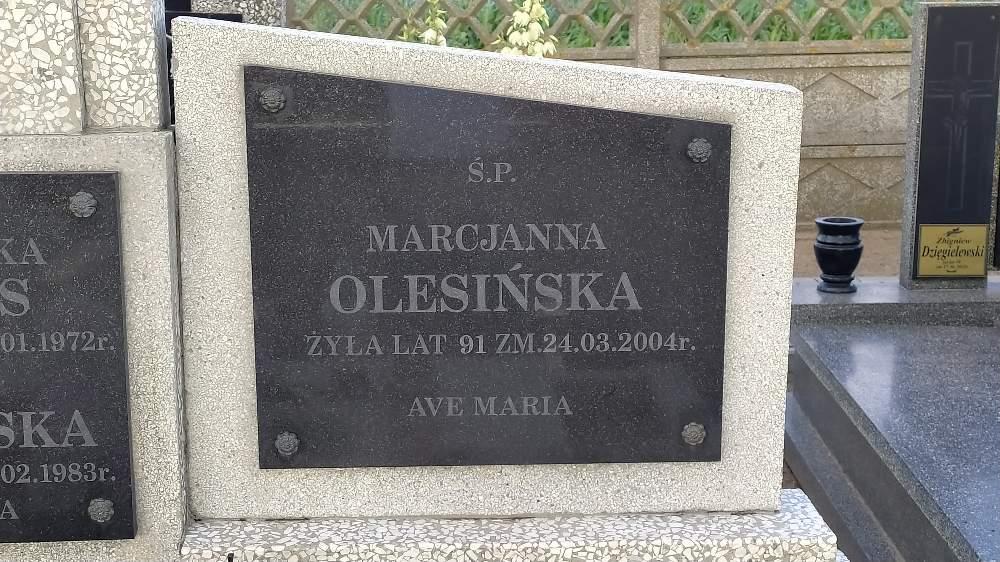 Ś.P.
MARCJANNA
OLESIŃSKA
ŻYŁA LAT 91 ZM.24.03.2004r.
AVE MARIA
KA
S
01.1972r.
SKA
02.1983r.
A
Zbigniew
Dzięgielewski